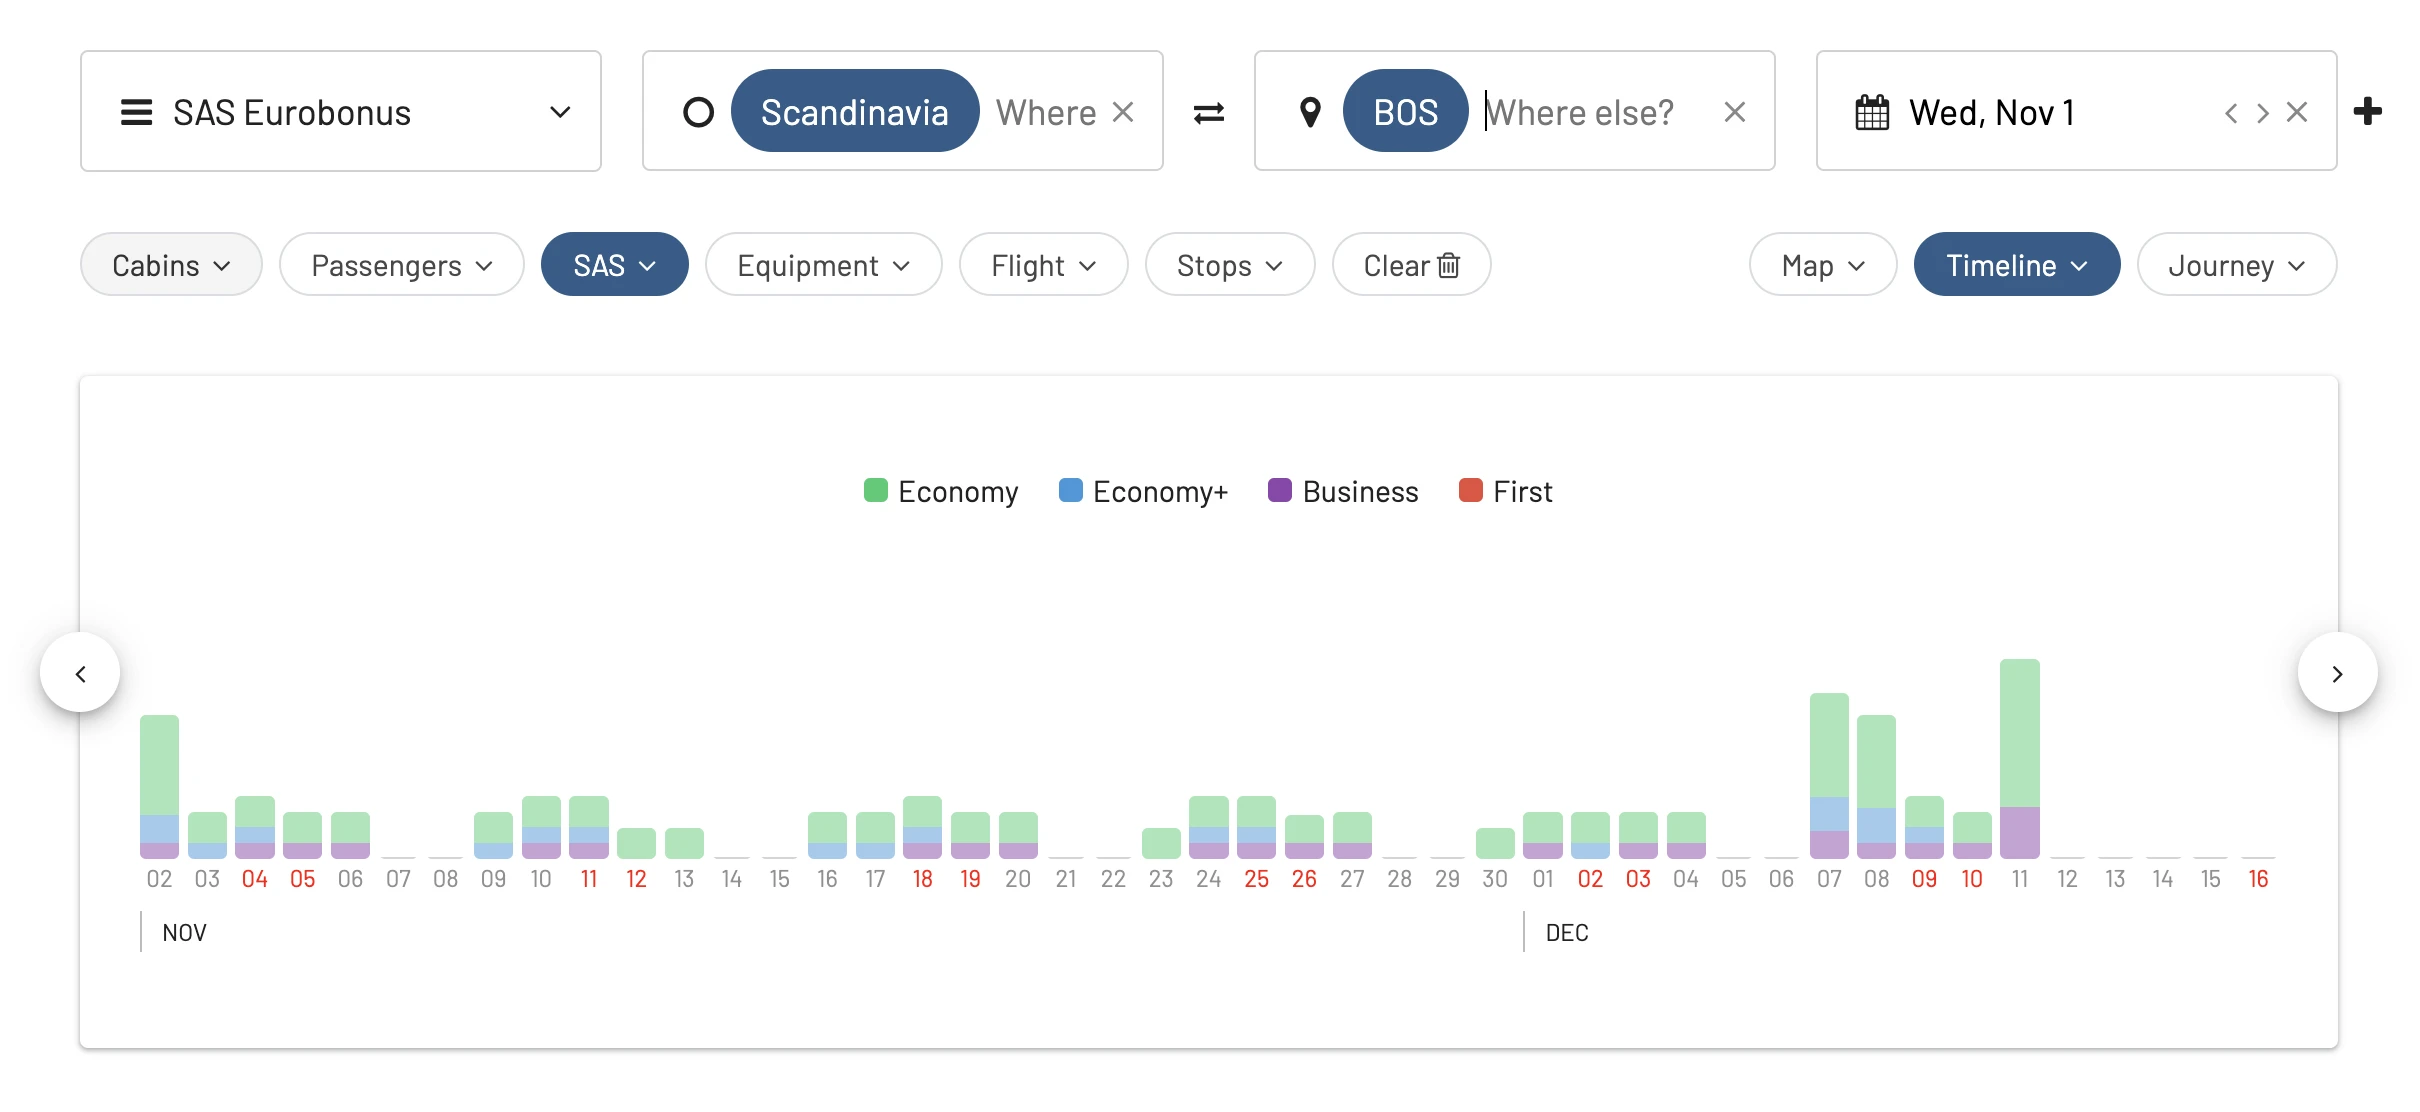 SAS Eurobonus
Scandinavia Where
BOS Where else?
Wed, Nov 1
Cabins Passengers SAS Equipment Flight Stops Clear Map Timeline Journey
Economy Economy+ Business First
02 03 04 05 06 07 08 09 10 11 12 13 14 15 16 17 18 19 20 21 22 23 24 25 26 27 28 29 30 01 02 03 04 05 06 07 08 09 10 11 12 13 14 15 16
NOV DEC